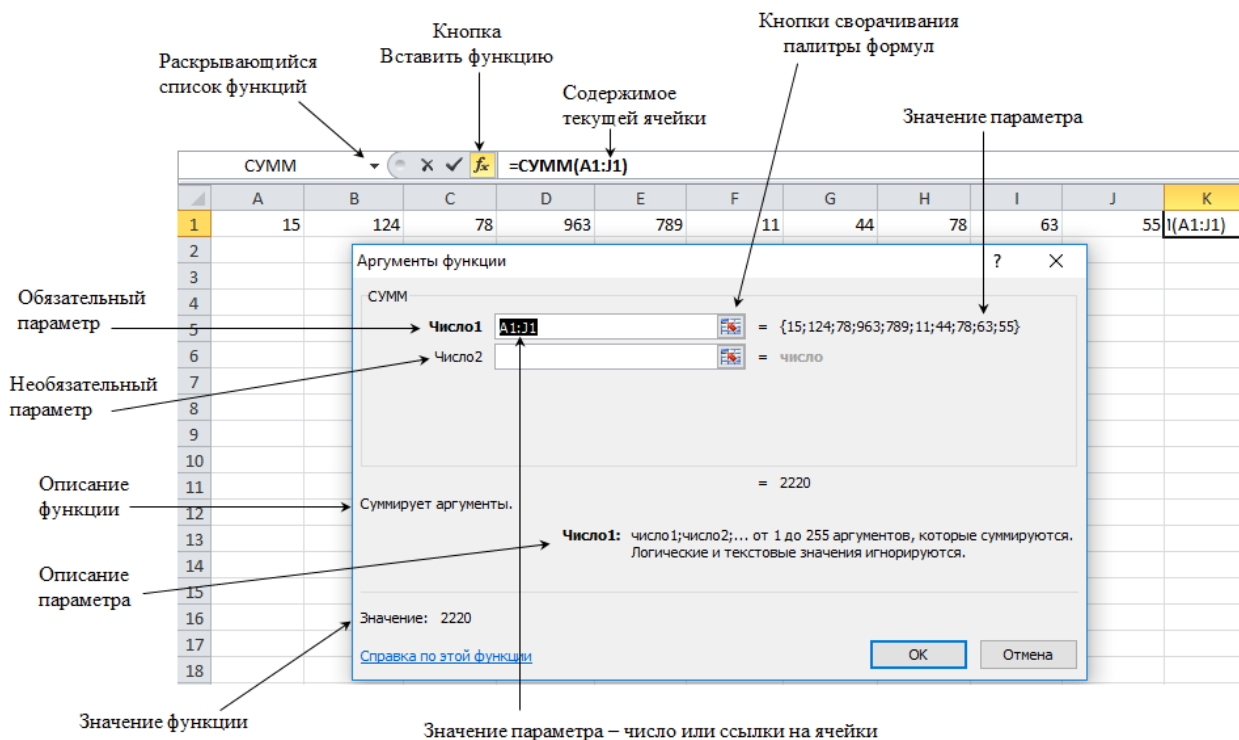 Кнопка
Вставить функцию
Кнопки сворачивания
палитры формул
Раскрывающийся
список функций
Содержимое
текущей ячейки
Значение параметра
СУММ fx =СУММ(A1:J1)
A B C D E F G H I J K
1 15 124 78 963 789 11 44 78 63 55 !(A1:J1)
2
Аргументы функции ?
3
4 СУММ
Обязательный
параметр
5 Число1 A1:J1 = {15;124;78;963;789;11;44;78;63;55}
6 Число2 = число
Необязательный
параметр
7
8
9
10
11 = 2220
Описание
функции
12 Суммирует аргументы.
13 Число1: число1;число2;... от 1 до 255 аргументов, которые суммируются.
Логические и текстовые значения игнорируются.
14
Описание
параметра
15
16 Значение: 2220
17 Справка по этой функции OK Отмена
18
Значение функции
Значение параметра – число или ссылки на ячейки